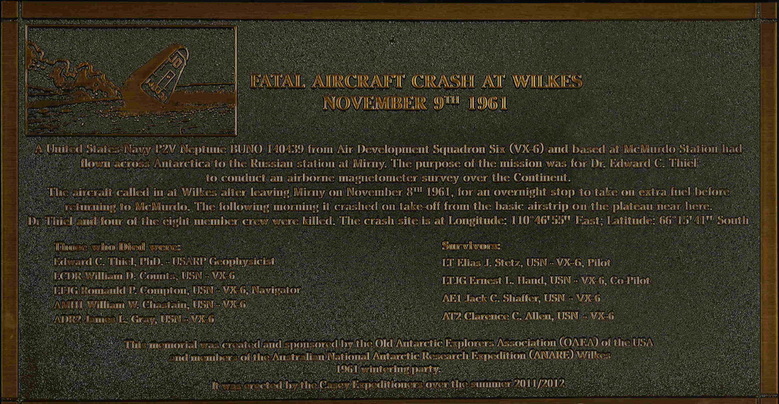 FATAL AIRCRAFT CRASH AT WILKES
NOVEMBER 9TH 1961
A United States Navy P2V Neptune BUNO 140439 from Air Development Squadron Six (VX-6) and based at McMurdo Station had
flown across Antarctica to the Russian station at Mirny. The purpose of the mission was for Dr. Edward C. Thiel
to conduct an airborne magnetometer survey over the Continent.
The aircraft called in at Wilkes after leaving Mirny on November 8TH 1961, for an overnight stop to take on extra fuel before
returning to McMurdo. The following morning it crashed on take-off from the basic airstrip on the plateau near here.
Dr Thiel and four of the eight member crew were killed. The crash site is at Longitude: 110°46'55" East; Latitude: 66°15'41" South
Those who Died were:
Edward C. Thiel, PhD. - USARP Geophysicist
LCDR William D. Counts, USN - VX-6
LTJG Romauld P. Compton, USN - VX-6, Navigator
AMH1 William W. Chastain, USN - VX-6
ADR2 James L. Gray, USN - VX-6
Survivors:
LT Elias J. Stetz, USN - VX-6, Pilot
LTJG Ernest L. Hand, USN - VX-6, Co-Pilot
AE1 Jack C. Shaffer, USN - VX-6
AT2 Clarence C. Allen, USN - VX-6
This memorial was created and sponsored by the Old Antarctic Explorers Association (OAEA) of the USA
and members of the Australian National Antarctic Research Expedition (ANARE) Wilkes
1961 wintering party.
It was erected by the Casey Expeditioners over the summer 2011/2012